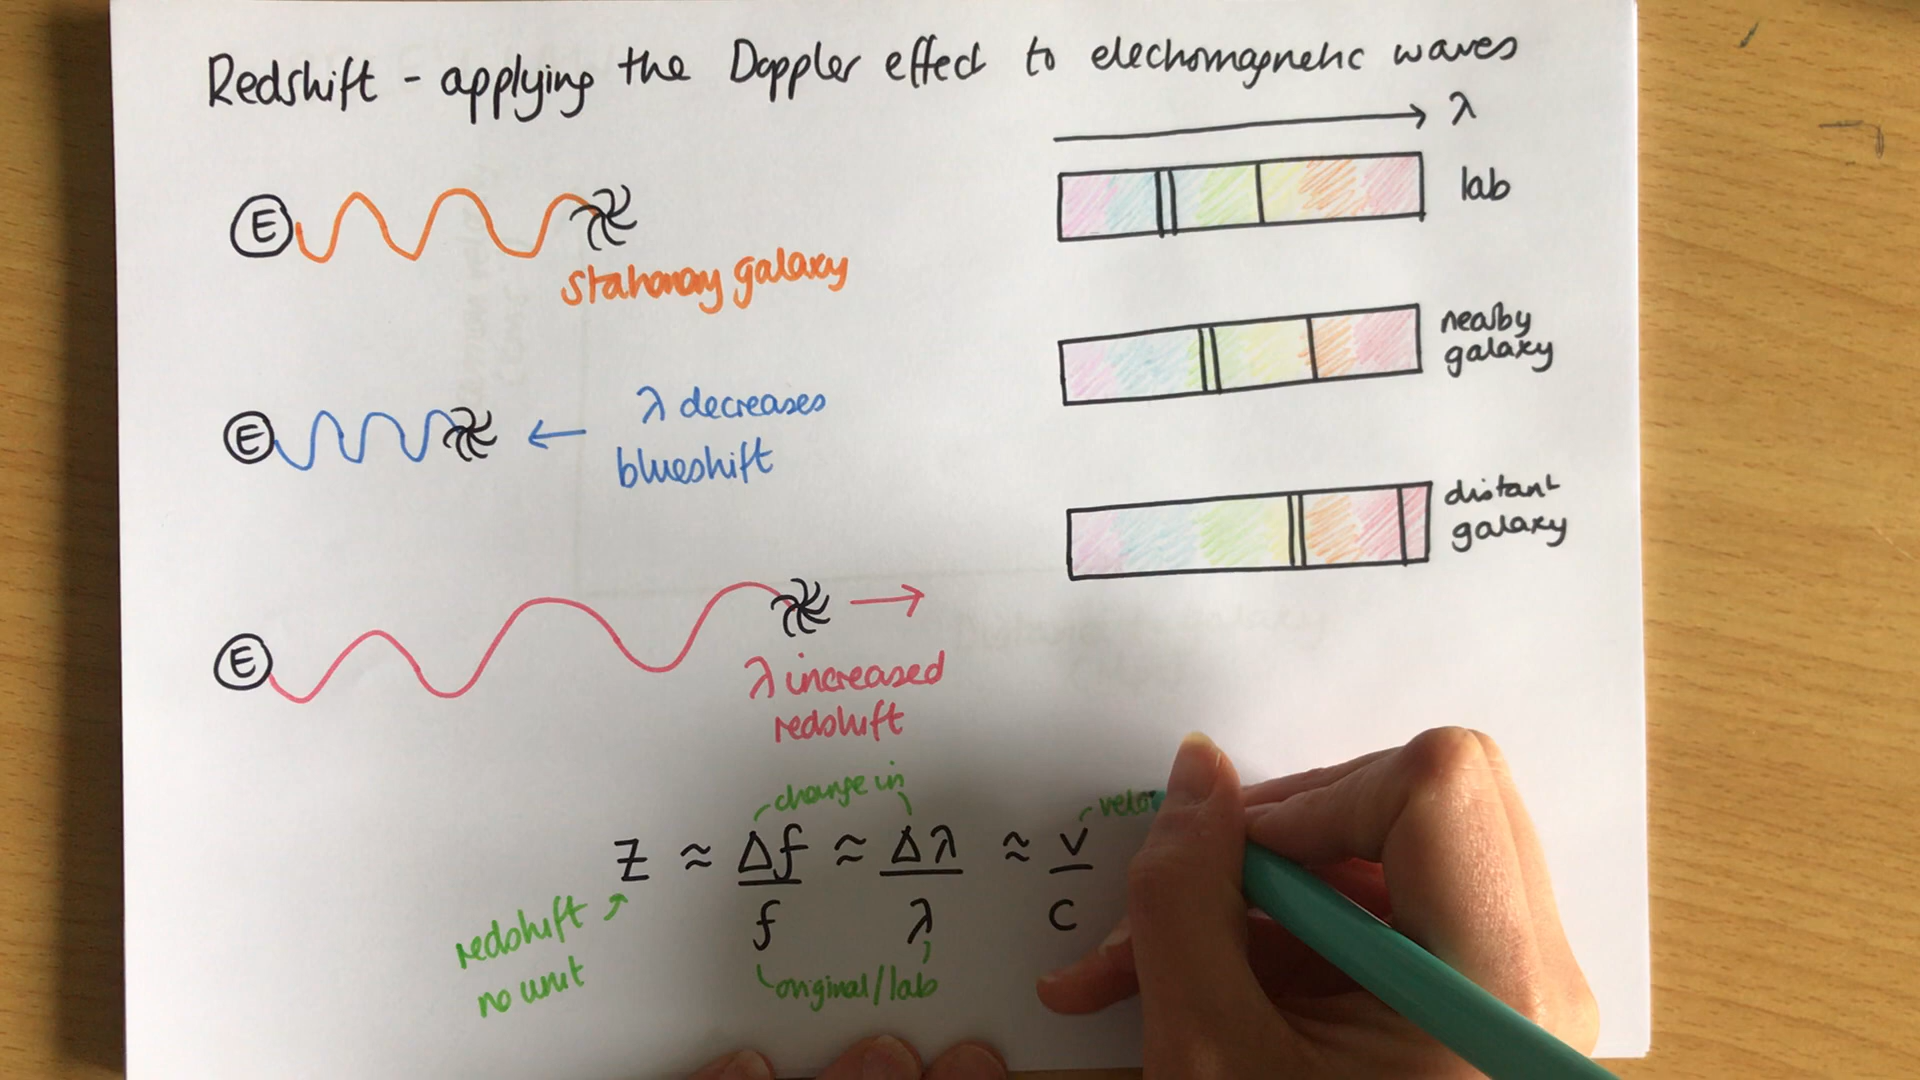 Redshift - applying the Doppler effect to electromagnetic waves
λ
lab
E
stationary galaxy
nearby
galaxy
E
λ decreases
blueshift
distant
galaxy
E
λ increased
redshift
change in
velo
z ≈ Δf/f ≈ Δλ/λ ≈ v/c
redshift
no unit
original/lab